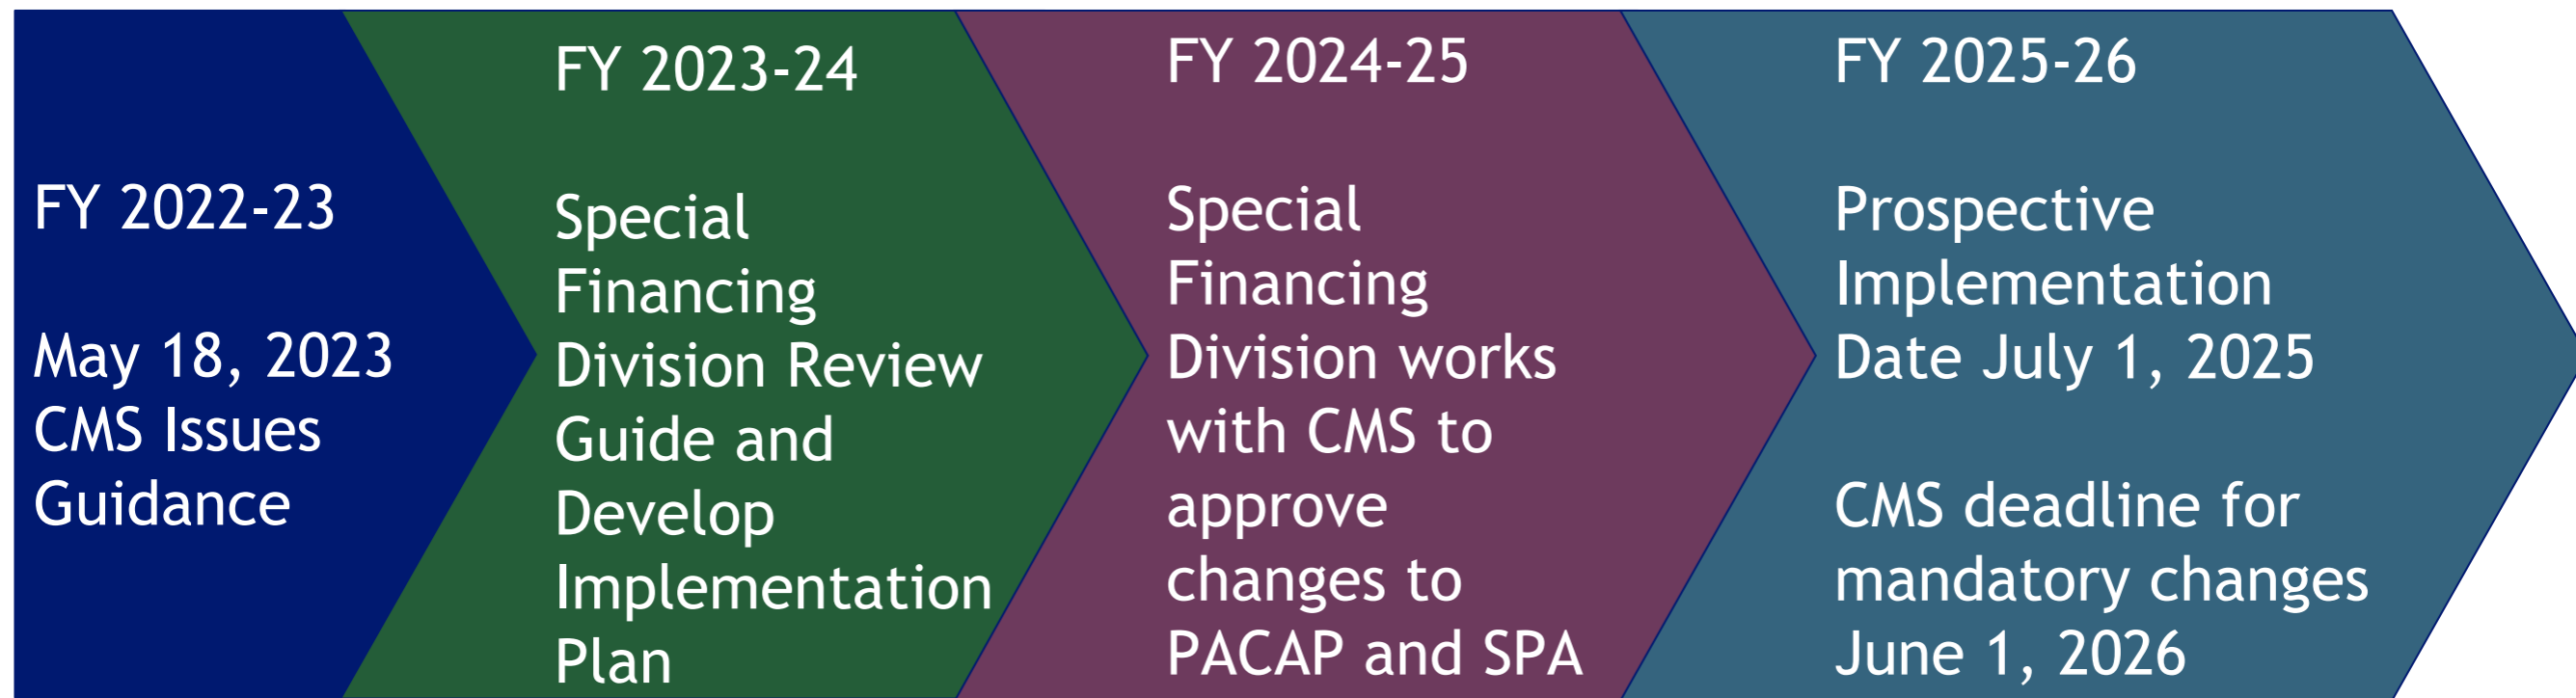 FY 2022-23
May 18, 2023
CMS Issues
Guidance
FY 2023-24
Special
Financing
Division Review
Guide and
Develop
Implementation
Plan
FY 2024-25
Special
Financing
Division works
with CMS to
approve
changes to
PACAP and SPA
FY 2025-26
Prospective
Implementation
Date July 1, 2025
CMS deadline for
mandatory changes
June 1, 2026